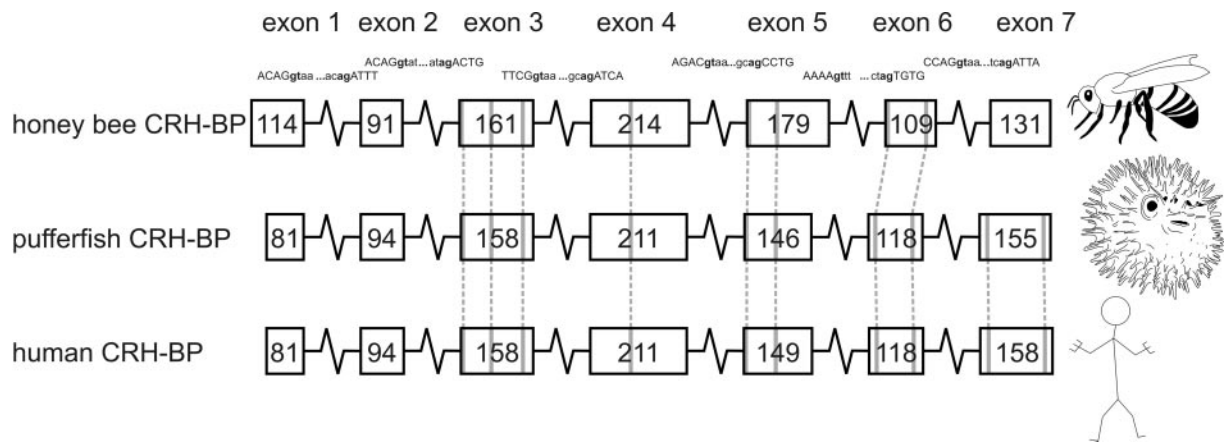 exon 1 exon 2 exon 3 exon 4 exon 5 exon 6 exon 7
ACAGgtat...atagACTG AGACgtaa...gcagCCTG CCAGgtaa...tcagATTA
ACAGgtaa ...acagATTT TTCGgtaa...gcagATCA AAAAgttt ...ctagTGTG
honey bee CRH-BP 114 91 161 214 179 109 131
pufferfish CRH-BP 81 94 158 211 146 118 155
human CRH-BP 81 94 158 211 149 118 158